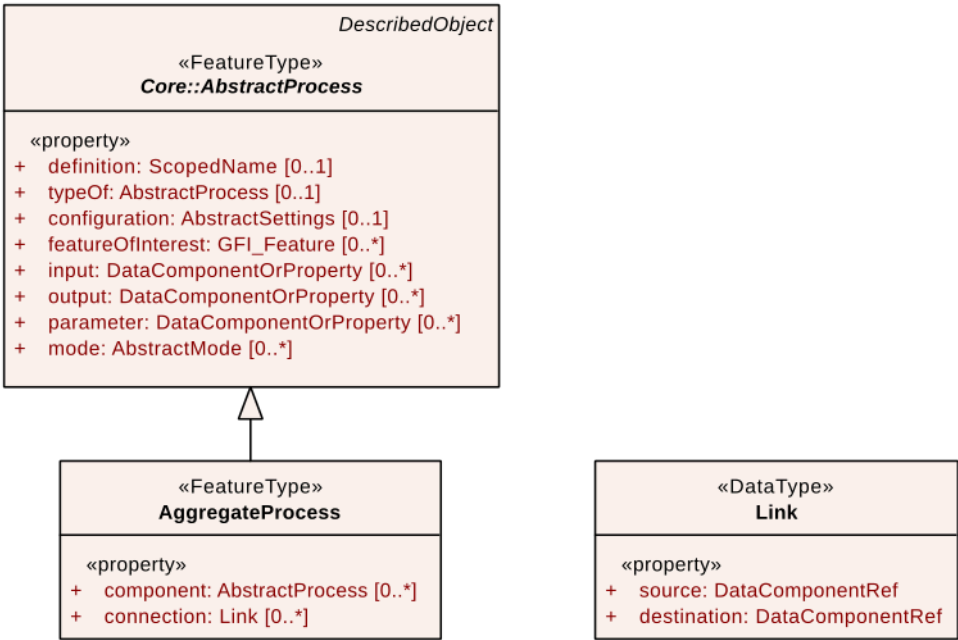 DescribedObject
«FeatureType»
Core::AbstractProcess
«property»
+ definition: ScopedName [0..1]
+ typeOf: AbstractProcess [0..1]
+ configuration: AbstractSettings [0..1]
+ featureOfInterest: GFI_Feature [0..*]
+ input: DataComponentOrProperty [0..*]
+ output: DataComponentOrProperty [0..*]
+ parameter: DataComponentOrProperty [0..*]
+ mode: AbstractMode [0..*]
«FeatureType»
AggregateProcess
«property»
+ component: AbstractProcess [0..*]
+ connection: Link [0..*]
«DataType»
Link
«property»
+ source: DataComponentRef
+ destination: DataComponentRef